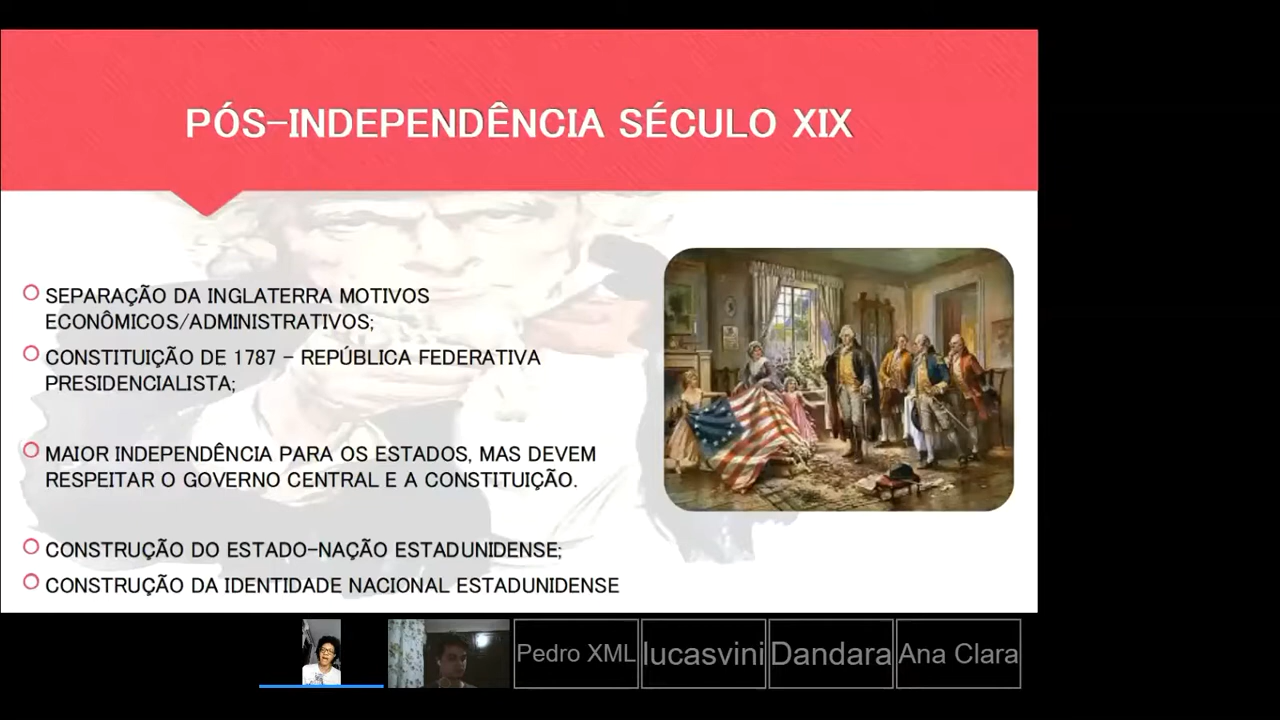 PÓS-INDEPENDÊNCIA SÉCULO XIX
SEPARAÇÃO DA INGLATERRA MOTIVOS
ECONÔMICOS/ADMINISTRATIVOS;
CONSTITUIÇÃO DE 1787 – REPÚBLICA FEDERATIVA
PRESIDENCIALISTA;
MAIOR INDEPENDÊNCIA PARA OS ESTADOS, MAS DEVEM
RESPEITAR O GOVERNO CENTRAL E A CONSTITUIÇÃO.
CONSTRUÇÃO DO ESTADO-NAÇÃO ESTADUNIDENSE;
CONSTRUÇÃO DA IDENTIDADE NACIONAL ESTADUNIDENSE
Pedro XML lucasvini Dandara Ana Clara